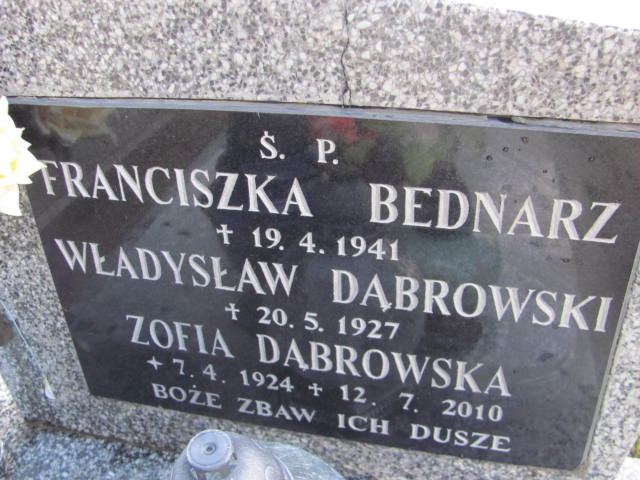 Ś. P.
FRANCISZKA BEDNARZ
✝ 19. 4. 1941
WŁADYSŁAW DĄBROWSKI
✝ 20. 5. 1927
ZOFIA DĄBROWSKA
✶ 7. 4. 1924 ✝ 12. 7. 2010
BOŻE ZBAW ICH DUSZE